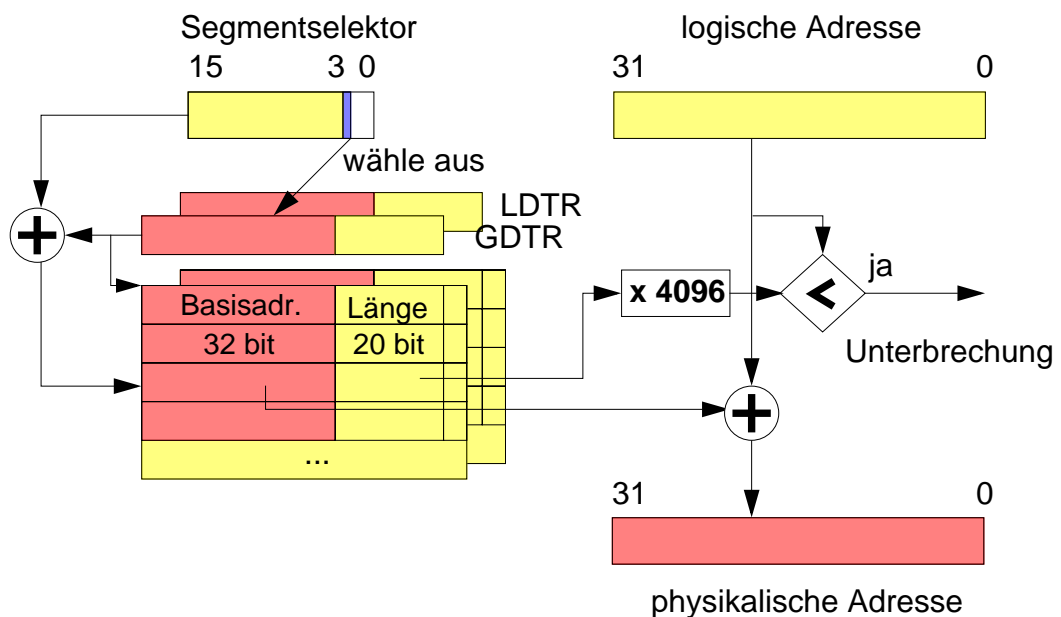 Segmentselektor
logische Adresse
15 3 0
31 0
wähle aus
LDTR
GDTR
+
Basisadr. Länge
32 bit 20 bit
x 4096
<
ja
Unterbrechung
+
...
31 0
physikalische Adresse